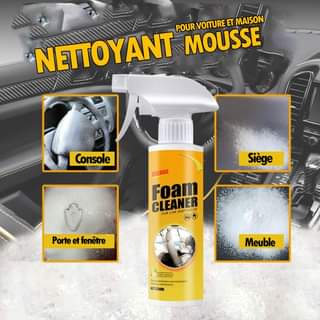 POUR VOITURE ET MAISON
NETTOYANT MOUSSE
Console
Siège
Foam
CLEANER
Porte et fenêtre
Meuble